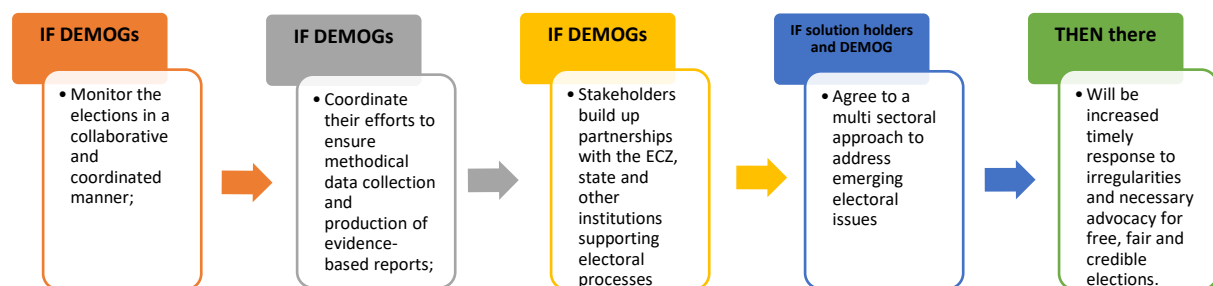 IF DEMOGs
• Monitor the
elections in a
collaborative
and
coordinated
manner;
IF DEMOGs
• Coordinate
their efforts to
ensure
methodical
data collection
and
production of
evidence-
based reports;
IF DEMOGs
• Stakeholders
build up
partnerships
with the ECZ,
state and
other
institutions
supporting
electoral
processes
IF solution holders
and DEMOG
• Agree to a
multi sectoral
approach to
address
emerging
electoral
issues
THEN there
• Will be
increased
timely
response to
irregularities
and necessary
advocacy for
free, fair and
credible
elections.